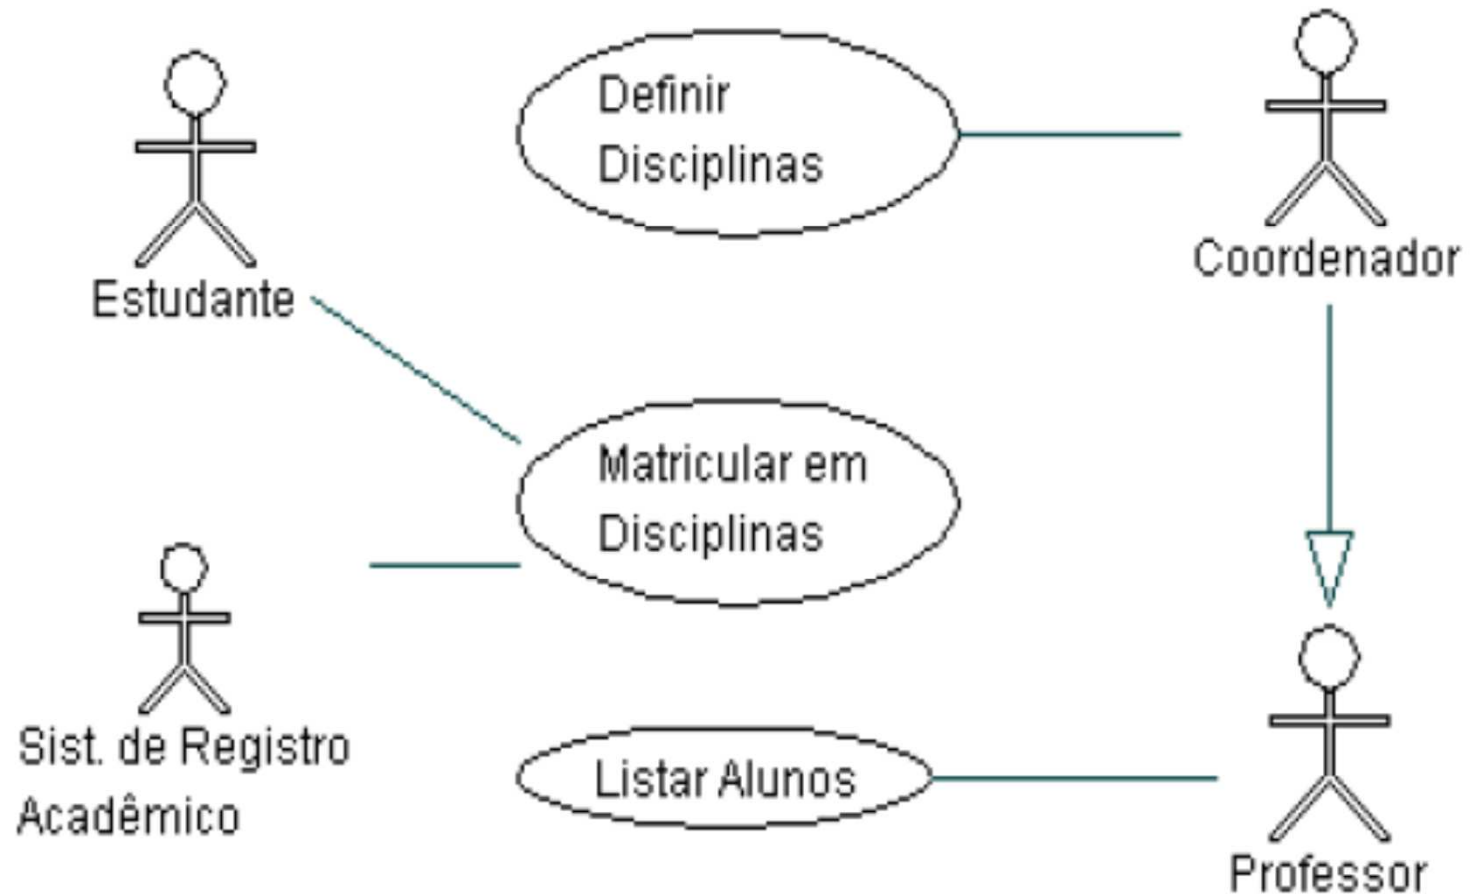 Definir
Disciplinas
Coordenador
Estudante
Matricular em
Disciplinas
Sist. de Registro
Acadêmico
Listar Alunos
Professor